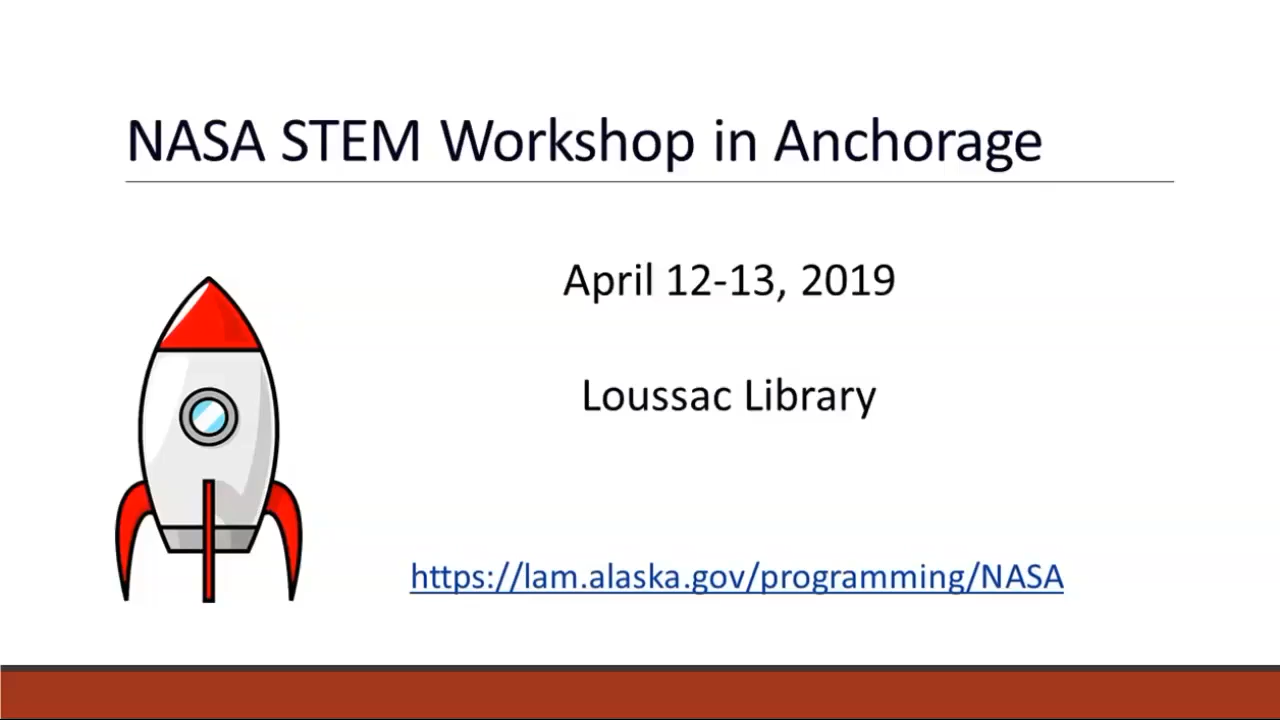 NASA STEM Workshop in Anchorage
April 12-13, 2019
Loussac Library
https://lam.alaska.gov/programming/NASA